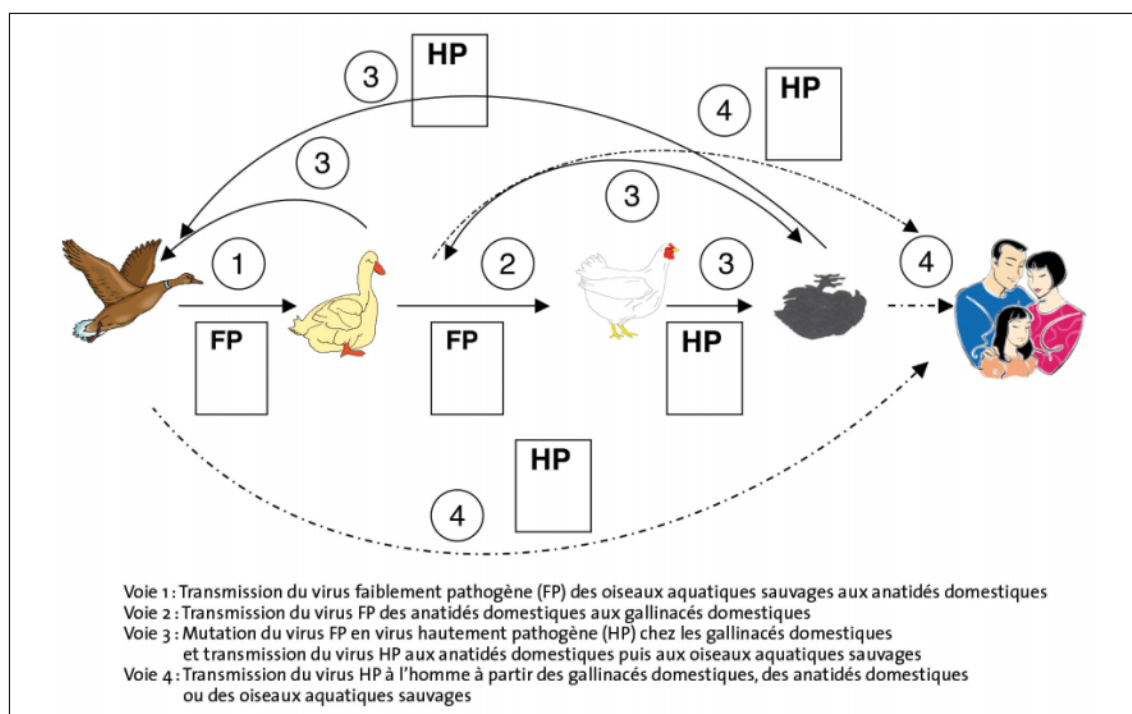 HP
3
HP
4
3
3
1
2
3
4
FP
FP
HP
HP
4
Voie 1 : Transmission du virus faiblement pathogène (FP) des oiseaux aquatiques sauvages aux anatidés domestiques
Voie 2 : Transmission du virus FP des anatidés domestiques aux gallinacés domestiques
Voie 3 : Mutation du virus FP en virus hautement pathogène (HP) chez les gallinacés domestiques
et transmission du virus HP aux anatidés domestiques puis aux oiseaux aquatiques sauvages
Voie 4 : Transmission du virus HP à l'homme à partir des gallinacés domestiques, des anatidés domestiques
ou des oiseaux aquatiques sauvages